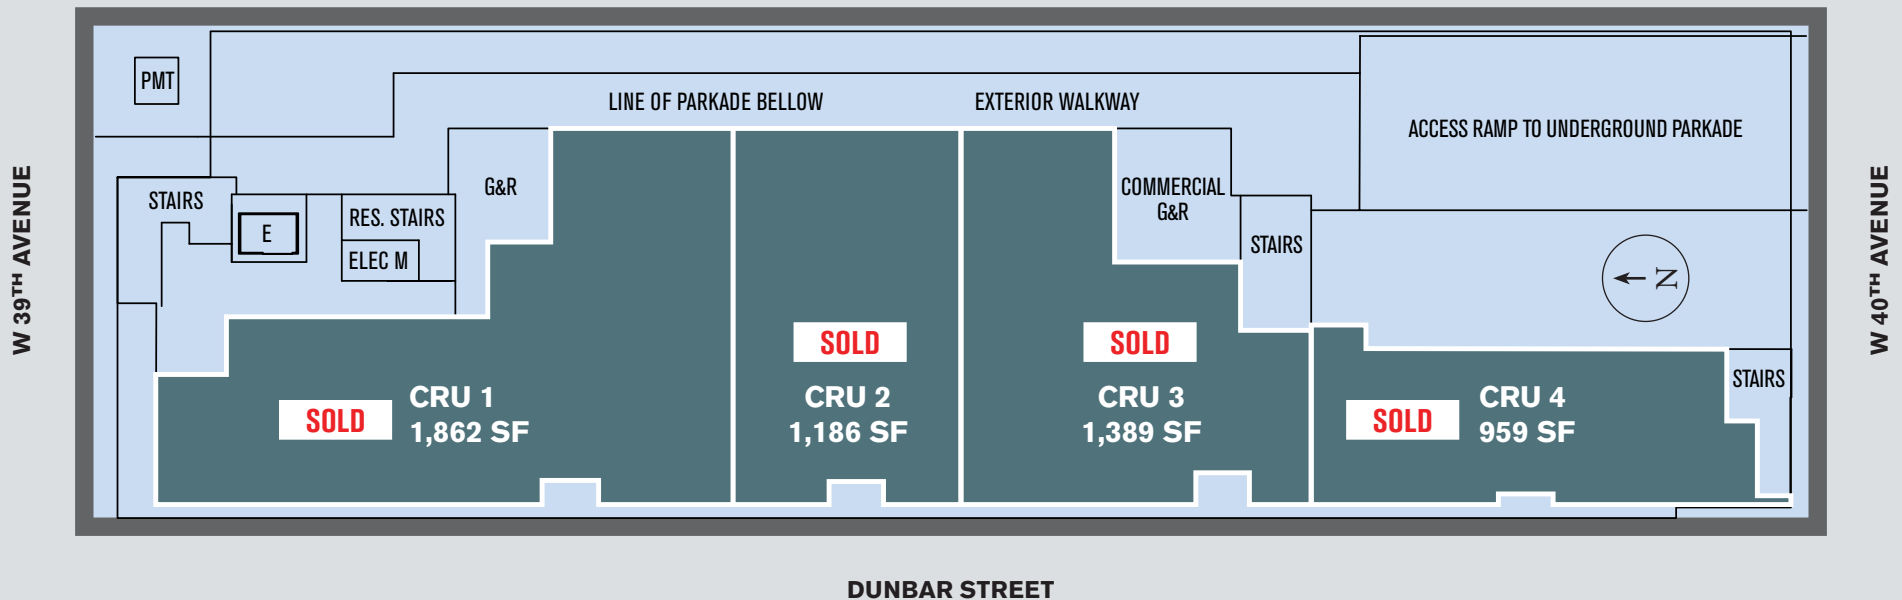 PMT
LINE OF PARKADE BELLOW
EXTERIOR WALKWAY
ACCESS RAMP TO UNDERGROUND PARKADE
W 39TH AVENUE
STAIRS
E
RES. STAIRS
ELEC M
G&R
COMMERCIAL
G&R
STAIRS
N
W 40TH AVENUE
SOLD
CRU 1
1,862 SF
SOLD
CRU 2
1,186 SF
SOLD
CRU 3
1,389 SF
SOLD
CRU 4
959 SF
STAIRS
DUNBAR STREET